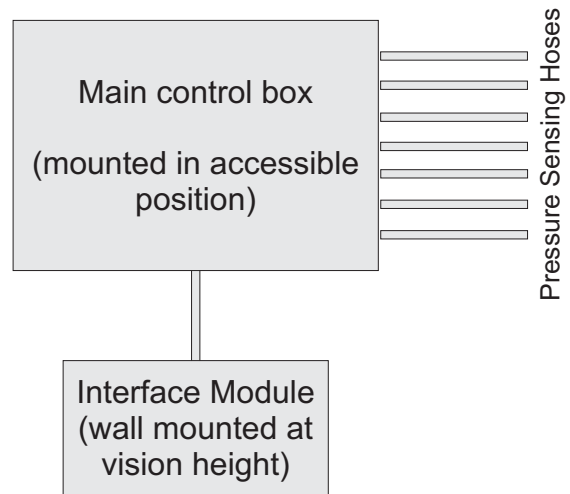 Main control box
(mounted in accessible
position)
Pressure Sensing Hoses
Interface Module
(wall mounted at
vision height)